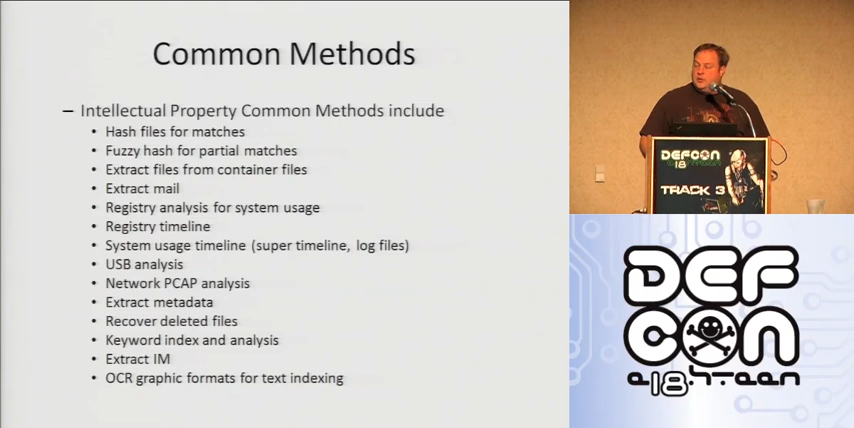 Common Methods
– Intellectual Property Common Methods include
• Hash files for matches
• Fuzzy hash for partial matches
• Extract files from container files
• Extract mail
• Registry analysis for system usage
• Registry timeline
• System usage timeline (super timeline, log files)
• USB analysis
• Network PCAP analysis
• Extract metadata
• Recover deleted files
• Keyword index and analysis
• Extract IM
• OCR graphic formats for text indexing
DEFCON
18
TRACK 3
DEF
CON
e18hteen